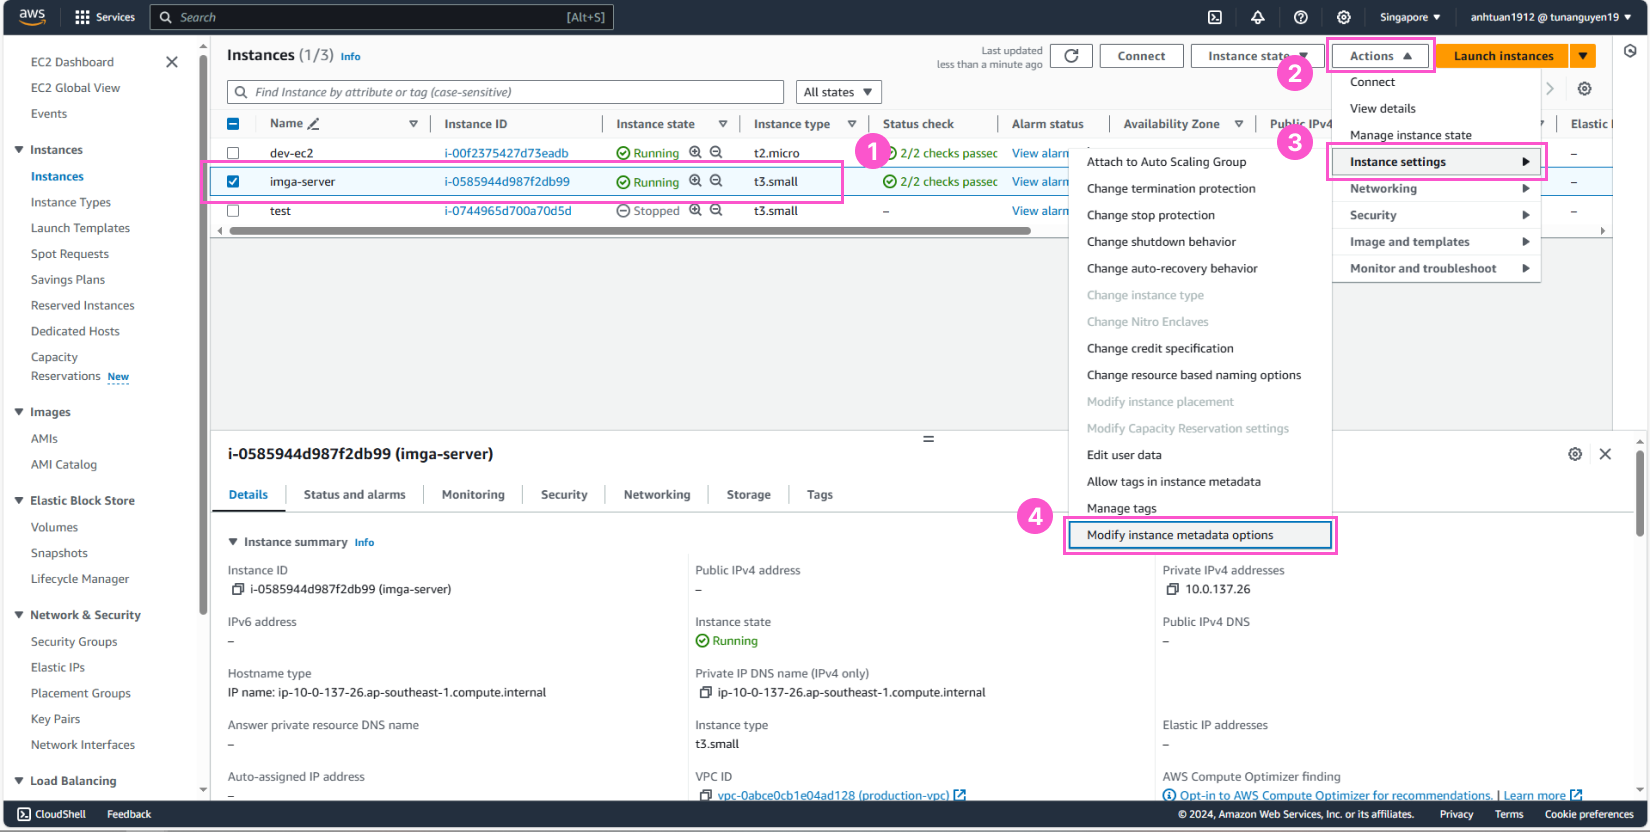 aws
Services
Search
[Alt+S]
Singapore ▼
anhtuan1912 @ tunanguyen19 ▼
EC2 Dashboard
EC2 Global View
Events
Instances
Instances
Instance Types
Launch Templates
Spot Requests
Savings Plans
Reserved Instances
Dedicated Hosts
Capacity
Reservations New
Images
AMIs
AMI Catalog
Elastic Block Store
Volumes
Snapshots
Lifecycle Manager
Network & Security
Security Groups
Elastic IPs
Placement Groups
Key Pairs
Network Interfaces
Load Balancing
Instances (1/3) Info
Last updated
less than a minute ago
Connect
Instance state
Actions
Launch instances
Find Instance by attribute or tag (case-sensitive)
All states
Name
Instance ID
Instance state
Instance type
Status check
Alarm status
Availability Zone
Public IPv4
Elastic
dev-ec2
i-00f2375427d73eadb
Running
t2.micro
2/2 checks passed
View alarm
–
imga-server
i-0585944d987f2db99
Running
t3.small
2/2 checks passed
View alarm
–
test
i-0744965d700a70d5d
Stopped
t3.small
–
View alarm
–
1
2
3
4
Connect
View details
Manage instance state
Instance settings
Networking
Security
Image and templates
Monitor and troubleshoot
Attach to Auto Scaling Group
Change termination protection
Change stop protection
Change shutdown behavior
Change auto-recovery behavior
Change instance type
Change Nitro Enclaves
Change credit specification
Change resource based naming options
Modify instance placement
Modify Capacity Reservation settings
Edit user data
Allow tags in instance metadata
Manage tags
Modify instance metadata options
i-0585944d987f2db99 (imga-server)
Details
Status and alarms
Monitoring
Security
Networking
Storage
Tags
Instance summary Info
Instance ID
i-0585944d987f2db99 (imga-server)
Public IPv4 address
–
Private IPv4 addresses
10.0.137.26
IPv6 address
–
Instance state
Running
Public IPv4 DNS
–
Hostname type
IP name: ip-10-0-137-26.ap-southeast-1.compute.internal
Private IP DNS name (IPv4 only)
ip-10-0-137-26.ap-southeast-1.compute.internal
Answer private resource DNS name
–
Instance type
t3.small
Elastic IP addresses
–
Auto-assigned IP address
–
VPC ID
vpc-0abce0cb1e04ad128 (production-vpc)
AWS Compute Optimizer finding
Opt-in to AWS Compute Optimizer for recommendations. | Learn more
CloudShell
Feedback
© 2024, Amazon Web Services, Inc. or its affiliates.
Privacy
Terms
Cookie preferences